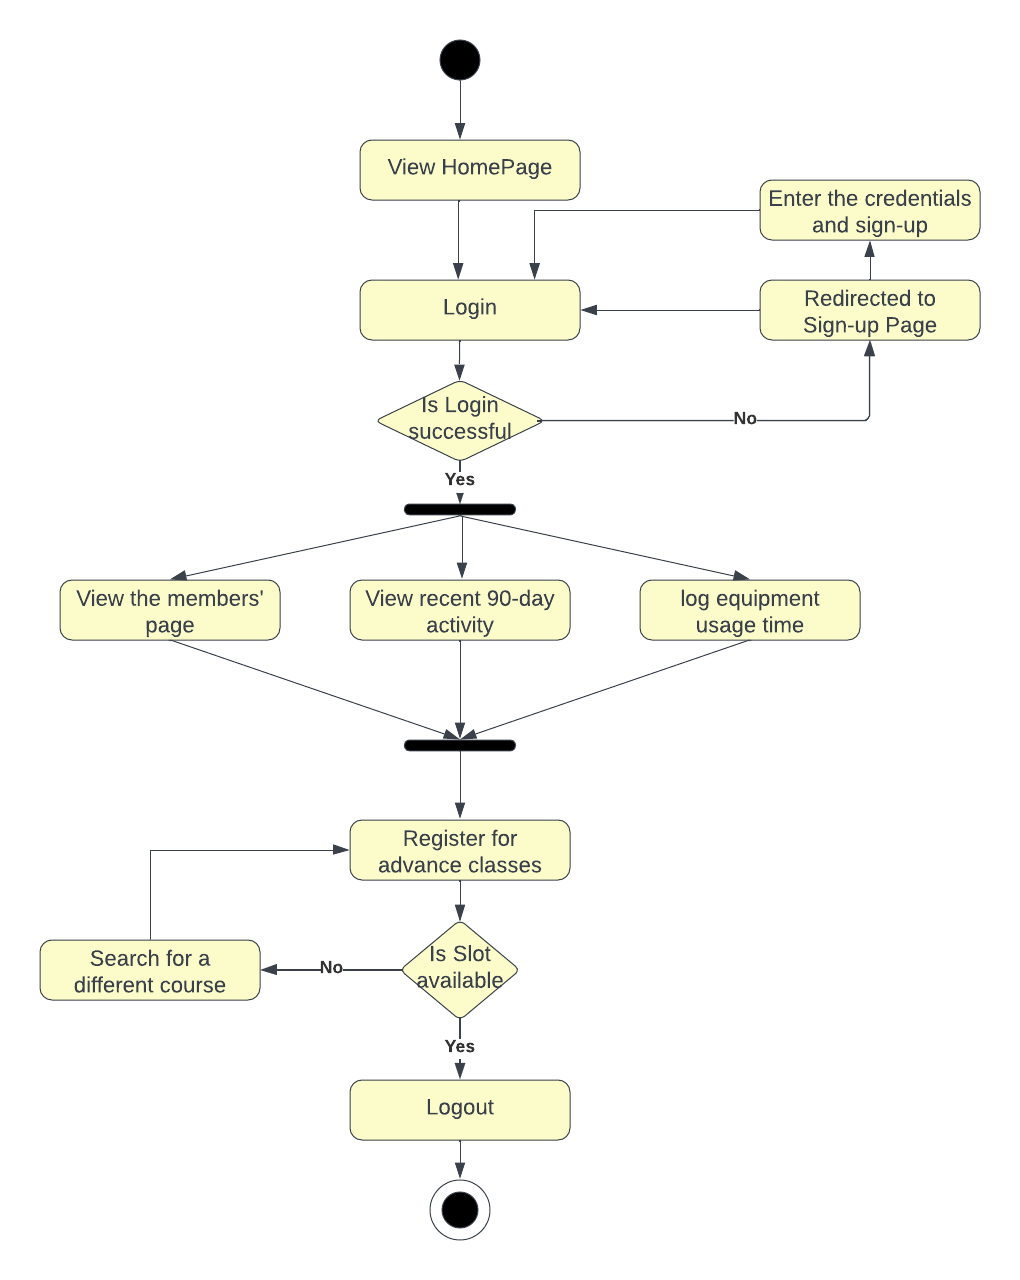 View HomePage
Enter the credentials
and sign-up
Login
Redirected to
Sign-up Page
Is Login
successful
No
Yes
View the members'
page
View recent 90-day
activity
log equipment
usage time
Register for
advance classes
Search for a
different course
No
Is Slot
available
Yes
Logout